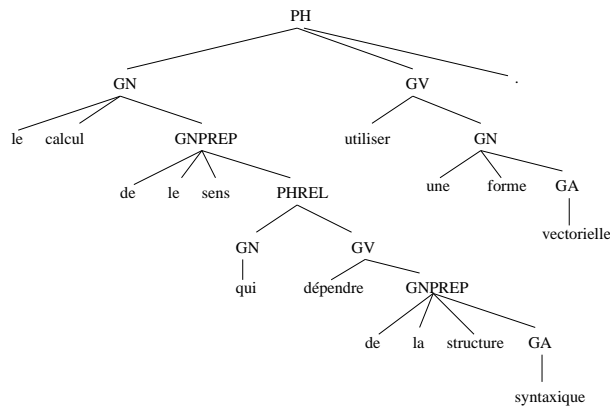 PH
GN GV .
le calcul GNPREP utiliser GN
de le sens PHREL une forme GA
vectorielle
GN GV
qui dépendre GNPREP
de la structure GA
syntaxique